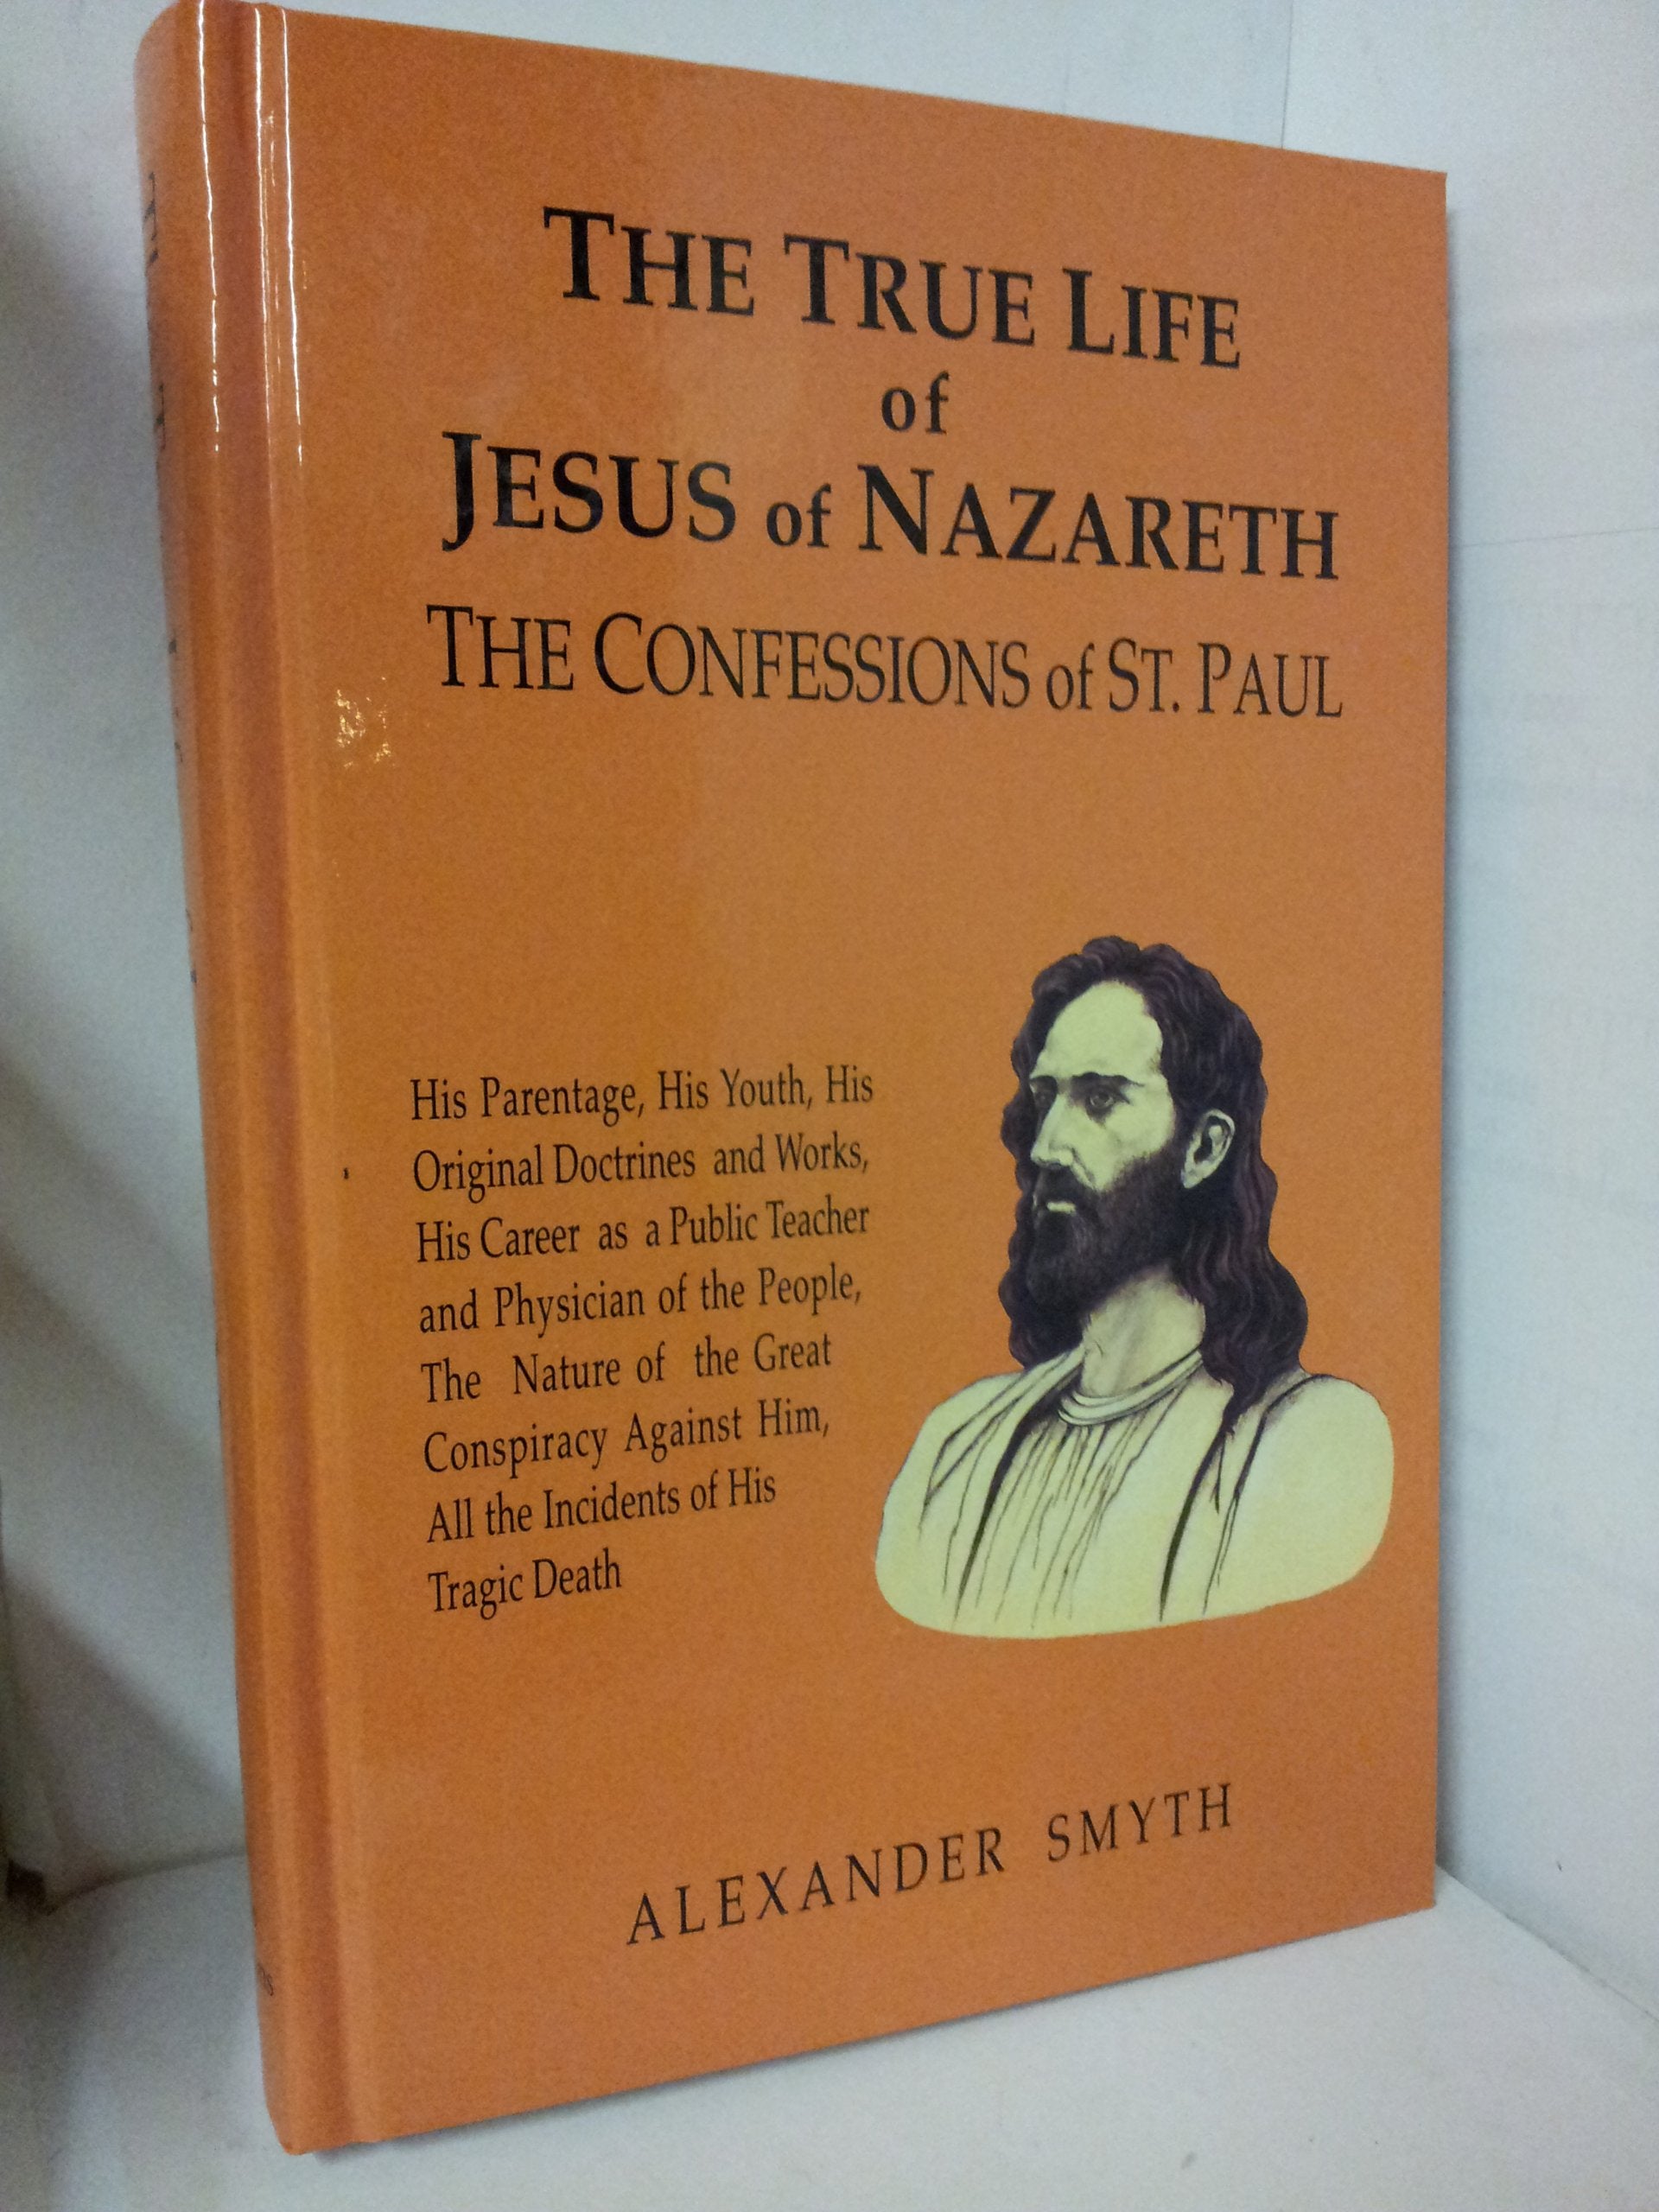 THE TRUE LIFE
of
JESUS of NAZARETH
THE CONFESSIONS of ST. PAUL
His Parentage, His Youth, His
Original Doctrines and Works,
His Career as a Public Teacher
and Physician of the People,
The Nature of the Great
Conspiracy Against Him,
All the Incidents of His
Tragic Death
ALEXANDER SMYTH